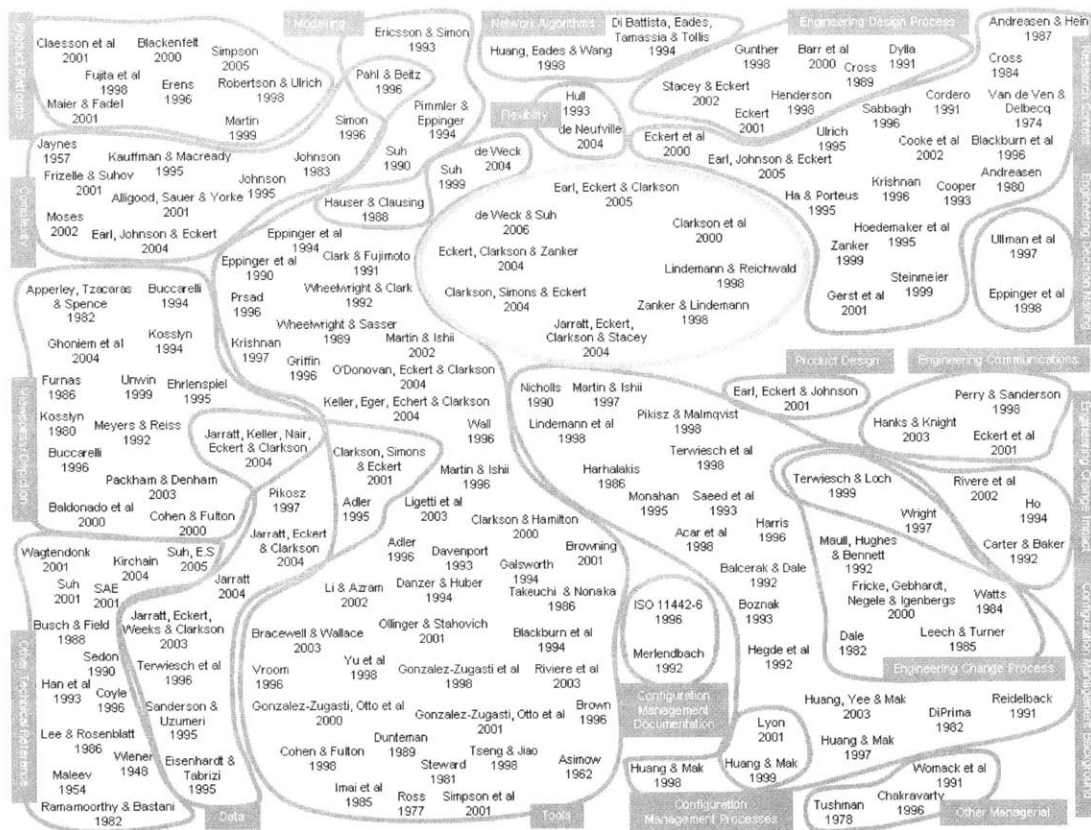 Modelling
Network Algorithms
Engineering Design Process
Product Platforms
Claesson et al
2001
Blackenfelt
2000
Simpson
2005
Fujita et al
1998
Erens
1996
Robertson & Ulrich
1998
Maier & Fadel
2001
Martin
1999
Ericsson & Simon
1993
Pahl & Beitz
1996
Simon
1996
Pimmler &
Eppinger
1994
Suh
1990
Huang, Eades & Wang
1998
Di Battista, Eades,
Tamassia & Tollis
1994
Flexibility
Hull
1993
de Neufville
2004
de Weck
2004
Suh
1999
Hauser & Clausing
1988
Gunther
1998
Barr et al
2000
Dylla
1991
Cross
1989
Stacey & Eckert
2002
Henderson
1998
Eckert
2001
Andreasen & Hein
1987
Cross
1984
Cordero
1991
Van de Ven &
Delbecq
1974
Sabbagh
1996
Ulrich
1995
Eckert et al
2000
Cooke et al
2002
Blackburn et al
1996
Earl, Johnson & Eckert
2005
Andreasen
1980
Krishnan
1996
Cooper
1993
Ha & Porteus
1995
Hoedemaker et al
1995
Zanker
1999
Steinmeier
1999
Gerst et al
2001
Ullman et al
1997
Eppinger et al
1998
Complexity
Jaynes
1957
Kauffman & Macready
1995
Johnson
1983
Frizelle & Suhov
2001
Johnson
1995
Alligood, Sauer & Yorke
2001
Moses
2002
Earl, Johnson & Eckert
2004
Earl, Eckert & Clarkson
2005
de Weck & Suh
2006
Clarkson et al
2000
Eckert, Clarkson & Zanker
2004
Lindemann & Reichwald
1998
Clarkson, Simons & Eckert
2004
Zanker & Lindemann
1998
Jarratt, Eckert,
Clarkson & Stacey
2004
Eppinger et al
1994
Eppinger et al
1990
Clark & Fujimoto
1991
Prsad
1996
Wheelwright & Clark
1992
Wheelwright & Sasser
1989
Krishnan
1997
Martin & Ishii
2002
Griffin
1996
O'Donovan, Eckert & Clarkson
2004
Keller, Eger, Echert & Clarkson
2004
Wall
1996
Apperley, Tzacaras
& Spence
1982
Buccarelli
1994
Ghoniem et al
2004
Kosslyn
1994
Furnas
1986
Unwin
1999
Ehrlenspiel
1995
Kosslyn
1980
Meyers & Reiss
1992
Buccarelli
1996
Packham & Denham
2003
Baldonado et al
2000
Cohen & Fulton
2000
Jarratt, Keller, Nair,
Eckert & Clarkson
2004
Clarkson, Simons
& Eckert
2001
Martin & Ishii
1996
Pikosz
1997
Adler
1995
Ligetti et al
2003
Jarratt, Eckert
& Clarkson
2004
Jarratt
2004
Product Design
Engineering Communications
Earl, Eckert & Johnson
2001
Perry & Sanderson
1998
Hanks & Knight
2003
Eckert et al
2001
Nicholls
1990
Martin & Ishii
1997
Lindemann et al
1998
Pikisz & Malmqvist
1998
Terwiesch et al
1998
Harhalakis
1986
Monahan
1995
Saeed et al
1993
Acar et al
1998
Harris
1996
Balcerak & Dale
1992
Boznak
1993
Hegde et al
1992
Terwiesch & Loch
1999
Wright
1997
Rivere et al
2002
Ho
1994
Carter & Baker
1992
Maull, Hughes
& Bennett
1992
Fricke, Gebhardt,
Negele & Igenbergs
2000
Watts
1984
Dale
1982
Leech & Turner
1985
Engineering Change Process
Wagtendonk
2001
Kirchain
2004
Suh, E.S
2005
Suh
2001
SAE
2001
Busch & Field
1988
Sedon
1990
Han et al
1993
Coyle
1996
Lee & Rosenblatt
1986
Wiener
1948
Maleev
1954
Ramamoorthy & Bastani
1982
Other Technical Reference
Jarratt, Eckert,
Weeks & Clarkson
2003
Terwiesch et al
1996
Sanderson &
Uzumeri
1995
Eisenhardt &
Tabrizi
1995
Data
Clarkson & Hamilton
2000
Adler
1996
Davenport
1993
Browning
2001
Galsworth
1994
Li & Azram
2002
Danzer & Huber
1994
Takeuchi & Nonaka
1986
Bracewell & Wallace
2003
Ollinger & Stahovich
2001
Blackburn et al
1994
Vroom
1996
Yu et al
1998
Gonzalez-Zugasti et al
1998
Riviere et al
2003
Gonzalez-Zugasti, Otto et al
2000
Gonzalez-Zugasti, Otto et al
2001
Brown
1996
Cohen & Fulton
1998
Dunteman
1989
Tseng & Jiao
1998
Steward
1981
Asimow
1962
Imai et al
1985
Ross
1977
Simpson et al
2001
Tools
ISO 11442-6
1996
Merlendbach
1992
Configuration
Management
Documentation
Huang & Mak
1998
Configuration
Management Processes
Lyon
2001
Huang & Mak
1999
Huang, Yee & Mak
2003
Huang & Mak
1997
DiPrima
1982
Reidelback
1991
Womack et al
1991
Chakravarty
1996
Tushman
1978
Other Managerial